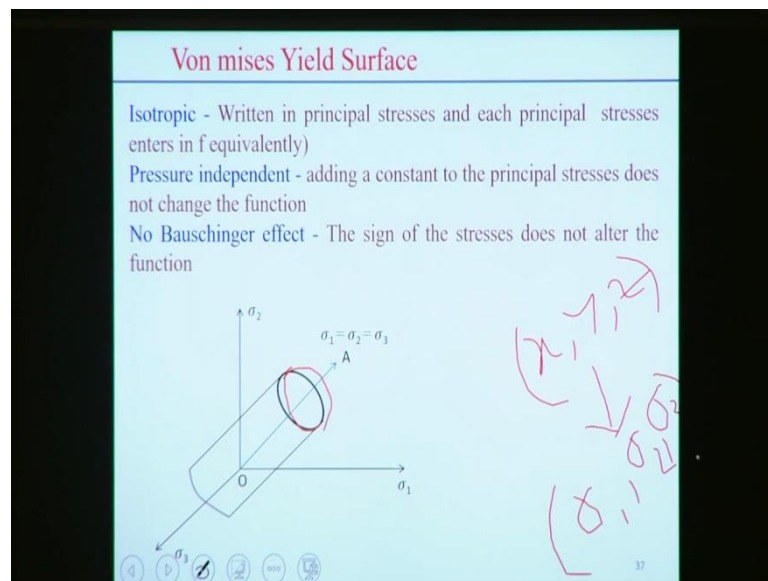 Von mises Yield Surface
Isotropic - Written in principal stresses and each principal stresses
enters in f equivalently)
Pressure independent - adding a constant to the principal stresses does
not change the function
No Bauschinger effect - The sign of the stresses does not alter the
function
σ₂
σ₁=σ₂=σ₃
A
(x, y, z)
O
σ₁
σ₃
37